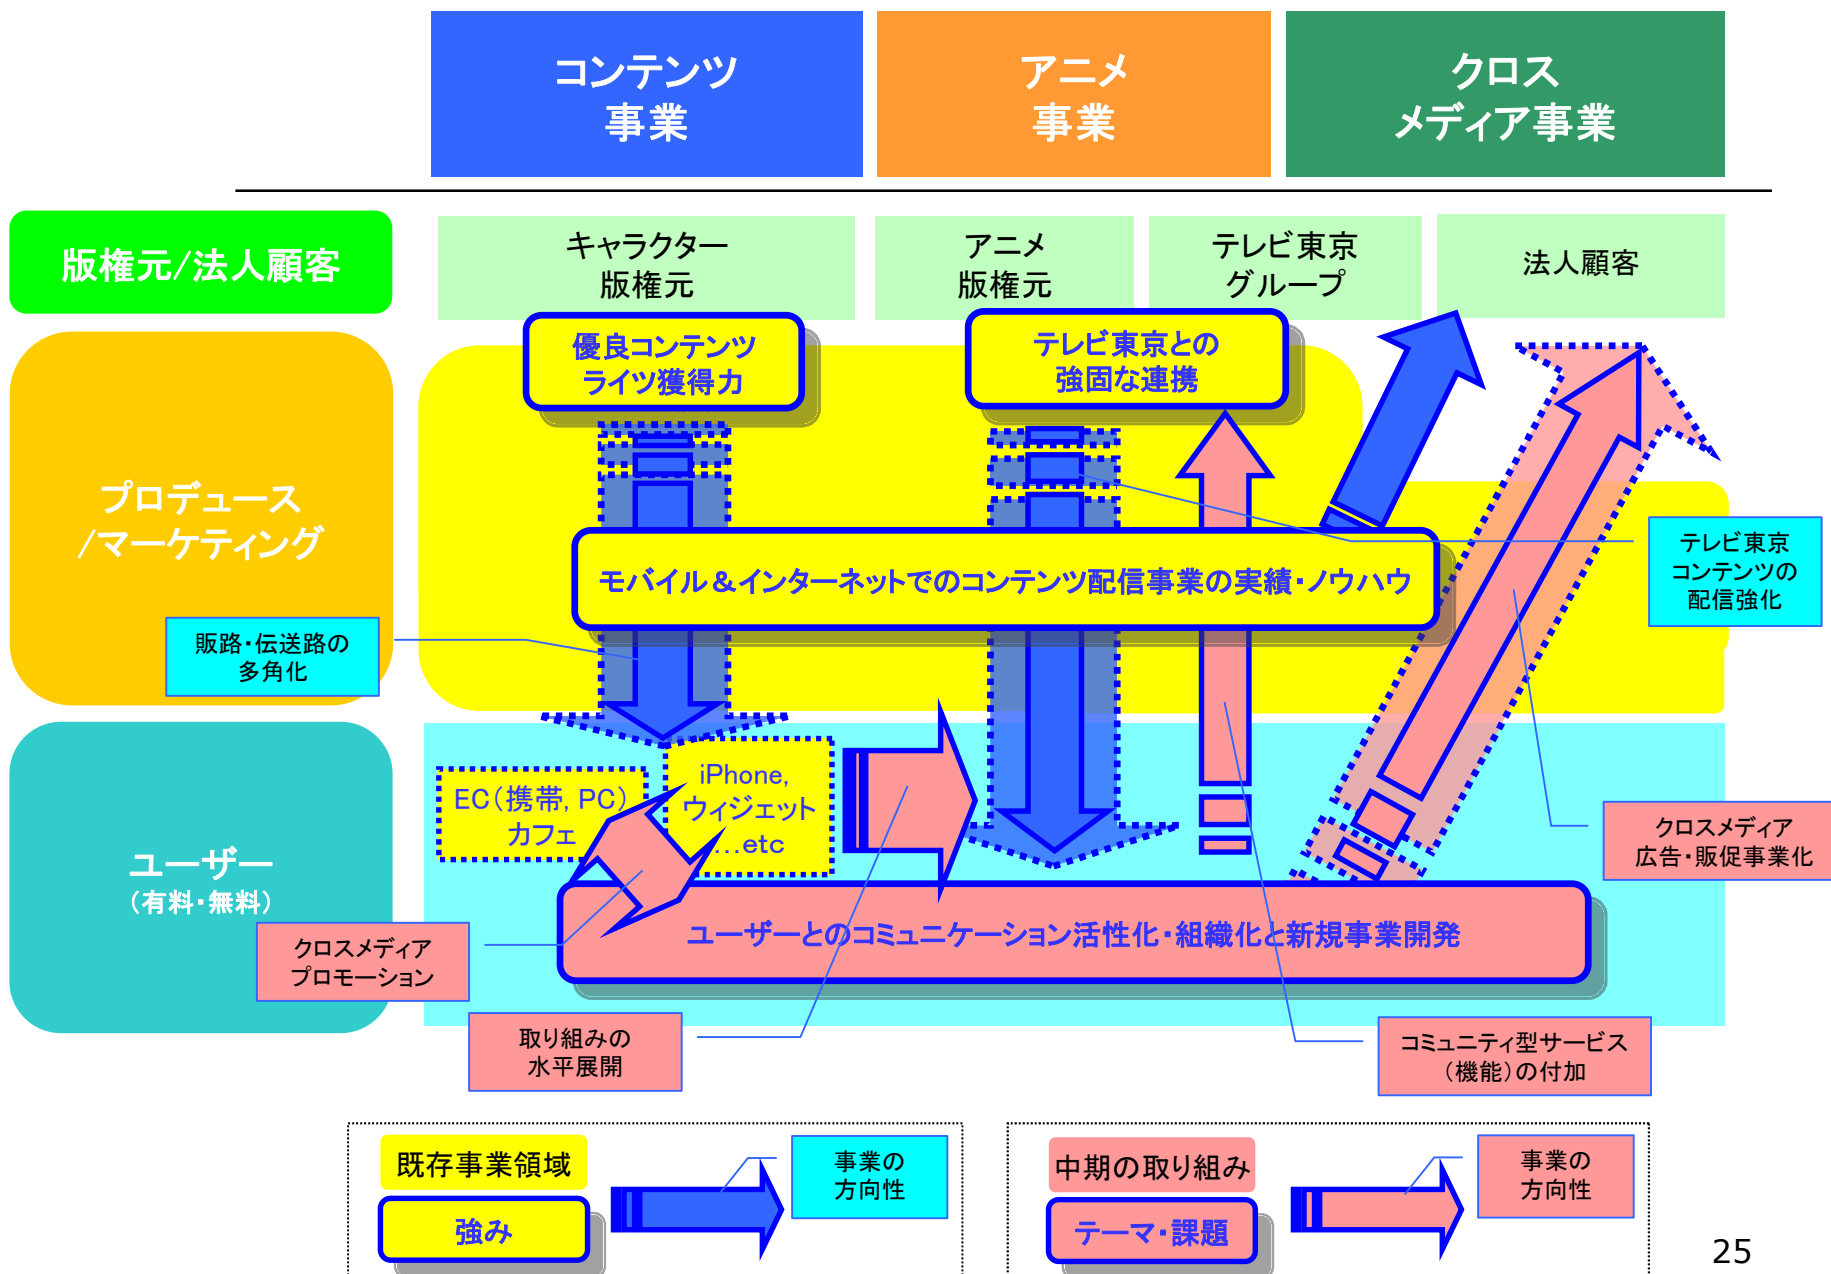 コンテンツ
事業
アニメ
事業
クロス
メディア事業
版権元/法人顧客
キャラクター
版権元
アニメ
版権元
テレビ東京
グループ
法人顧客
優良コンテンツ
ライツ獲得力
テレビ東京との
強固な連携
プロデュース
/マーケティング
モバイル&インターネットでのコンテンツ配信事業の実績・ノウハウ
テレビ東京
コンテンツの
配信強化
販路・伝送路の
多角化
ユーザー
(有料・無料)
EC(携帯, PC)
カフェ
iPhone,
ウィジェット
…etc
クロスメディア
広告・販促事業化
ユーザーとのコミュニケーション活性化・組織化と新規事業開発
クロスメディア
プロモーション
取り組みの
水平展開
コミュニティ型サービス
(機能)の付加
既存事業領域
強み
事業の
方向性
中期の取り組み
テーマ・課題
事業の
方向性
25